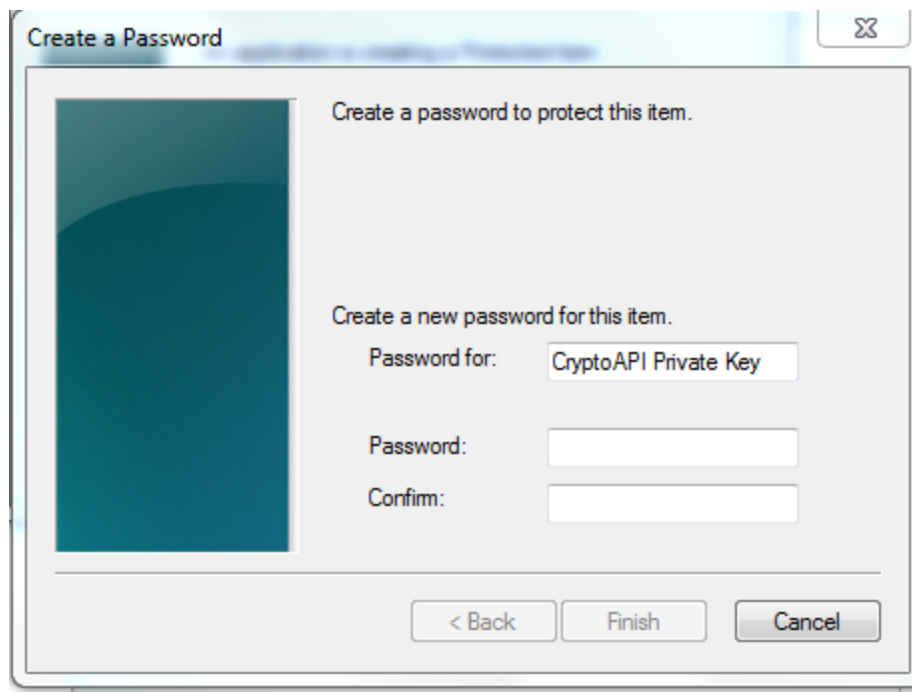 Create a Password
Create a password to protect this item.
Create a new password for this item.
Password for: CryptoAPI Private Key
Password:
Confirm:
< Back Finish Cancel